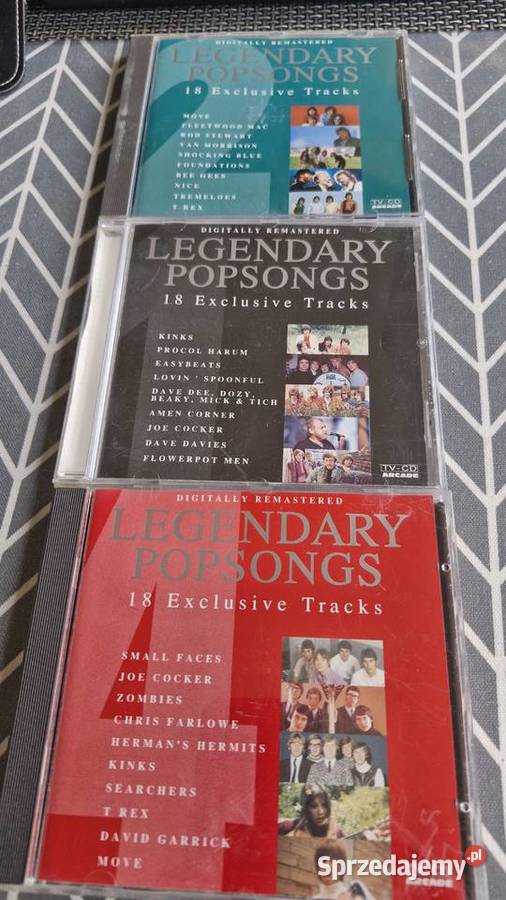 DIGITALLY REMASTERED
LEGENDARY
POPSONGS
18 Exclusive Tracks
2
MOVE
FLEETWOOD MAC
ROD STEWART
VAN MORRISON
SHOCKING BLUE
FOUNDATIONS
BEE GEES
NICE
TREMELOES
T REX
TV-CD
ARCADE
DIGITALLY REMASTERED
LEGENDARY
POPSONGS
18 Exclusive Tracks
1
KINKS
PROCOL HARUM
EASYBEATS
LOVIN' SPOONFUL
DAVE DEE, DOZY,
BEAKY, MICK & TICH
AMEN CORNER
JOE COCKER
DAVE DAVIES
FLOWERPOT MEN
TV-CD
ARCADE
DIGITALLY REMASTERED
LEGENDARY
POPSONGS
18 Exclusive Tracks
4
SMALL FACES
JOE COCKER
ZOMBIES
CHRIS FARLOWE
HERMAN'S HERMITS
KINKS
SEARCHERS
T REX
DAVID GARRICK
MOVE
ARCADE
Sprzedajemy.pl